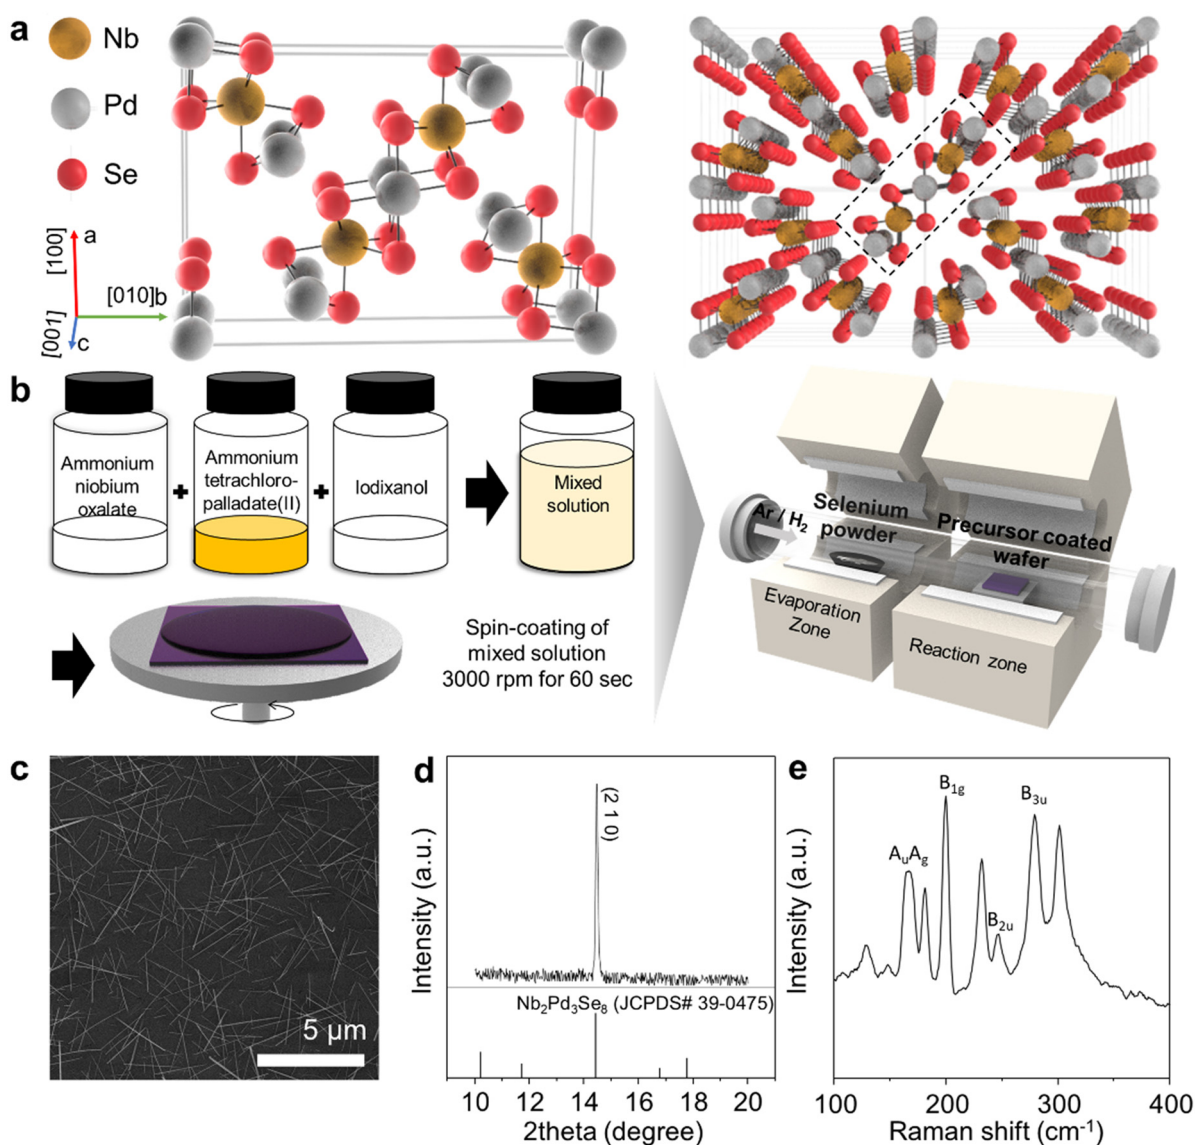 a
Nb
Pd
Se
[100]
a
[010]b
[001]
c
b
Ammonium
niobium
oxalate
+
Ammonium
tetrachloro-
palladate(II)
+
Iodixanol
Mixed
solution
Spin-coating of
mixed solution
3000 rpm for 60 sec
Ar / H₂
Selenium
powder
Precursor coated
wafer
Evaporation
Zone
Reaction zone
c
5 µm
d
Intensity (a.u.)
(2 1 0)
Nb₂Pd₃Se₈ (JCPDS# 39-0475)
10 12 14 16 18 20
2theta (degree)
e
Intensity (a.u.)
AᵤA_g
B₁g
B₂ᵤ
B₃ᵤ
100 200 300 400
Raman shift (cm⁻¹)